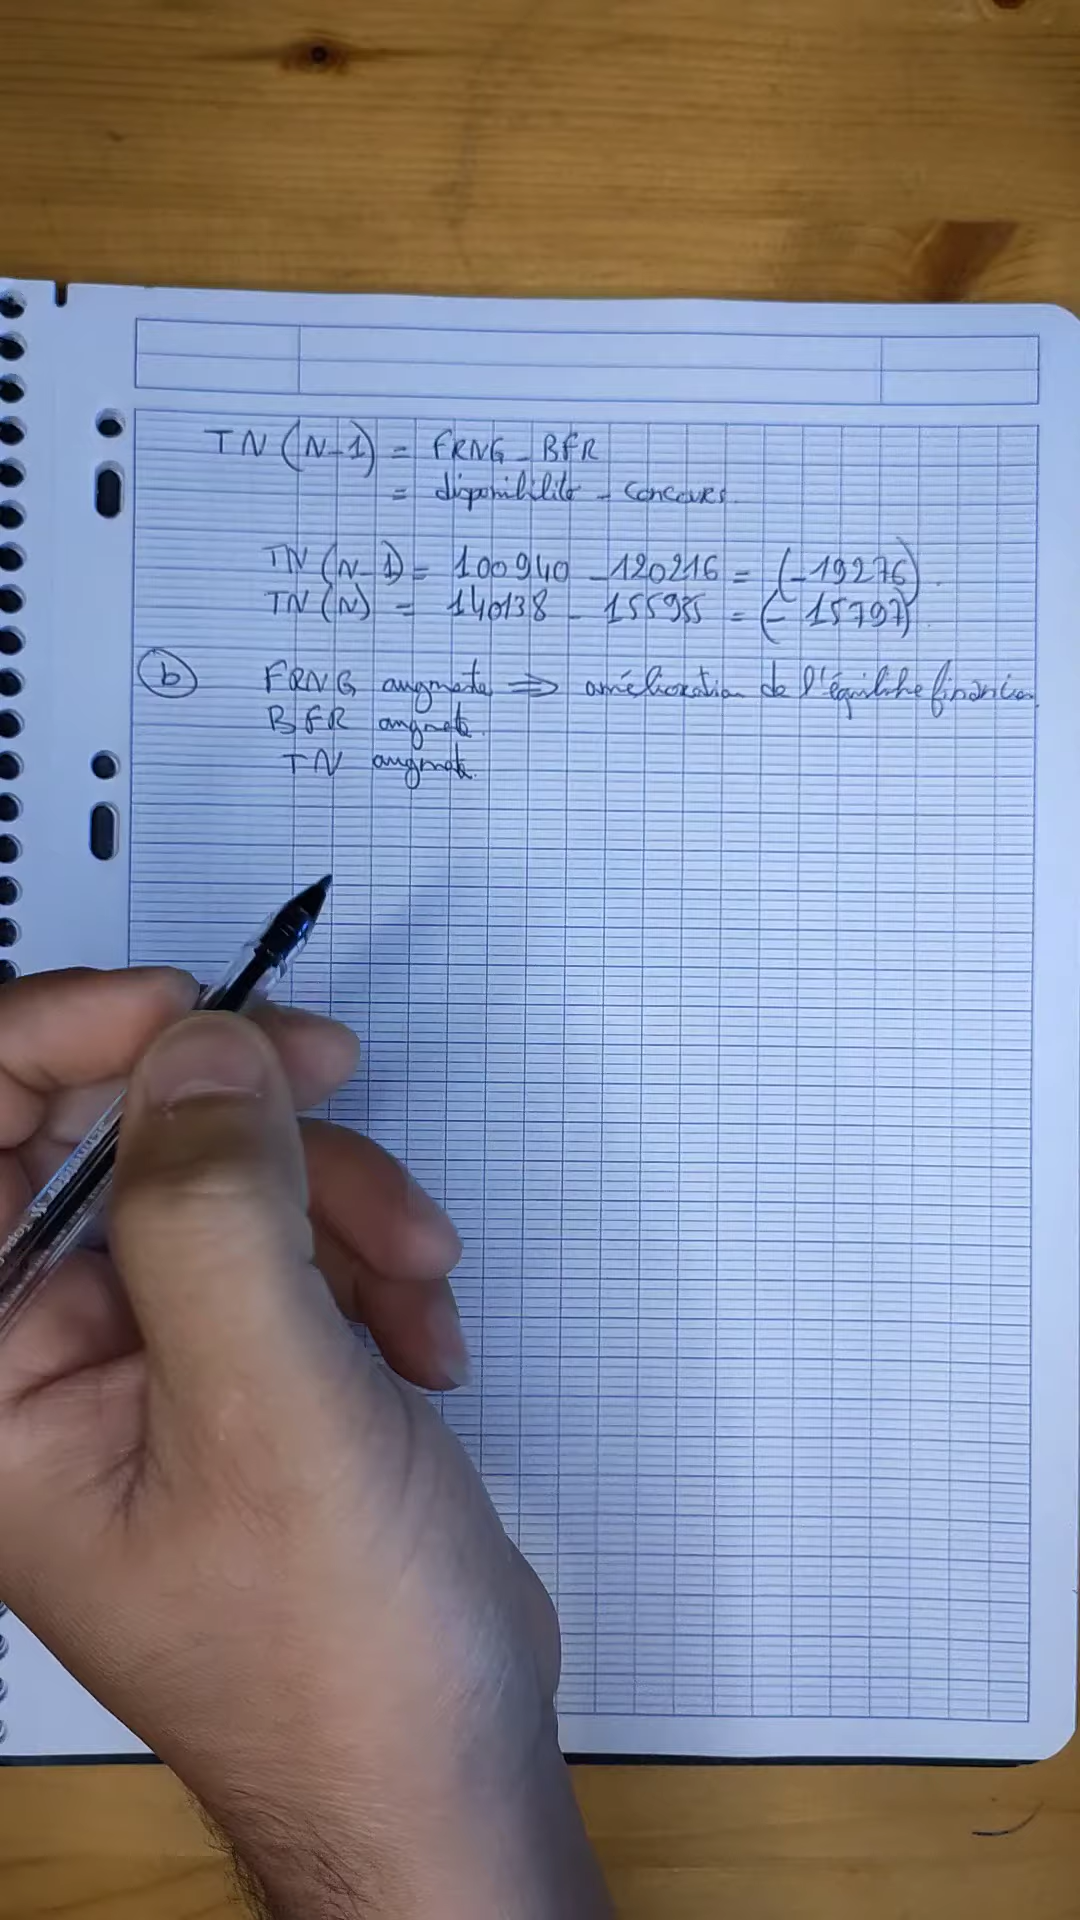 TN (N-1) = FRNG - BFR
= disponibilité - concours.
TN (N-1) = 100940 - 120216 = (-19276).
TN (N) = 140138 - 155935 = (-15797)
b FRNG augmente ⇒ amélioration de l'équilibre financier.
BFR augmente.
TN augmente.